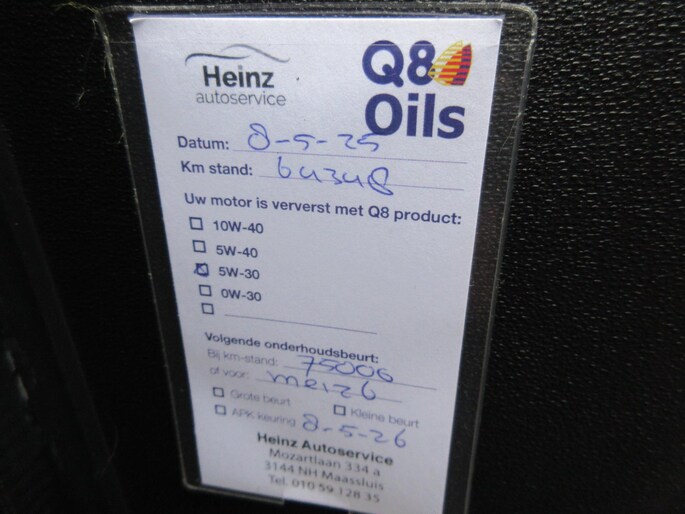 Heinz
autoservice
Q8
Oils
Datum: 8-5-25
Km stand: 64348
Uw motor is ververst met Q8 product:
10W-40
5W-40
5W-30
0W-30
Volgende onderhoudsbeurt:
Bij km-stand: 75000
of voor: mei 26
Grote beurt
Kleine beurt
APK keuring 8-5-26
Heinz Autoservice
Mozartlaan 334 a
3144 NH Maassluis
Tel. 010 59 128 35